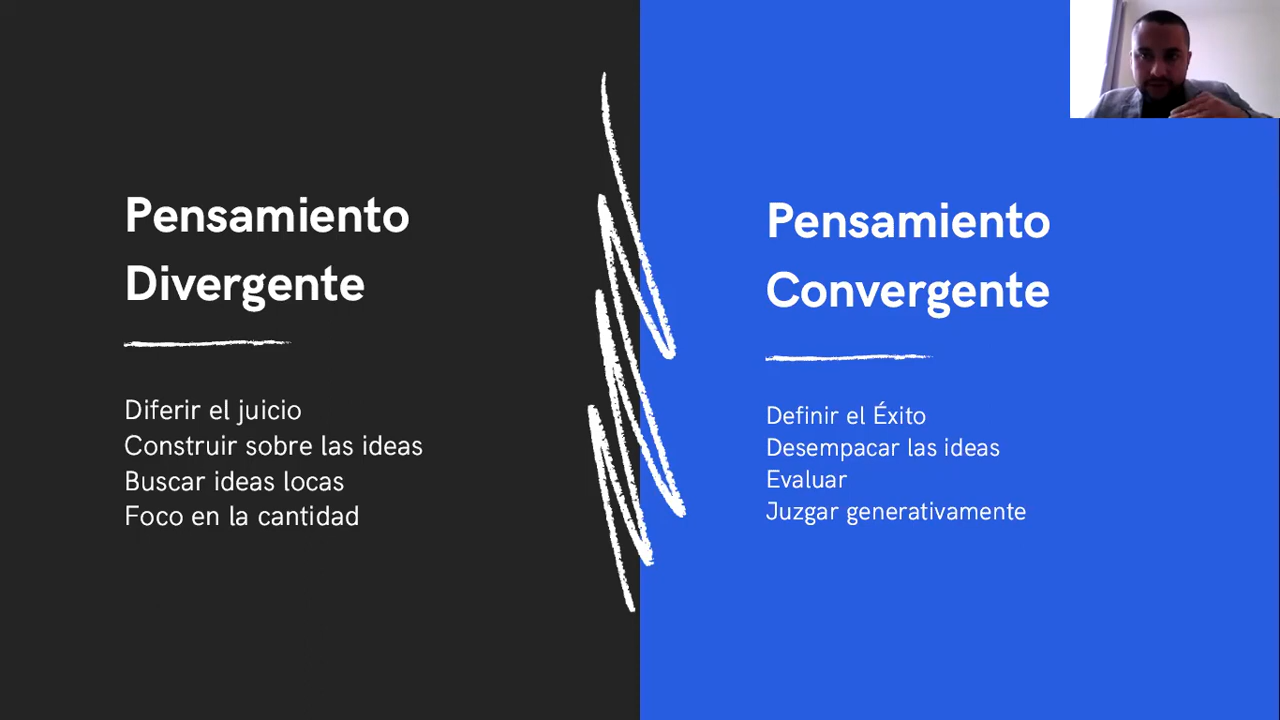 Pensamiento
Divergente
Diferir el juicio
Construir sobre las ideas
Buscar ideas locas
Foco en la cantidad
Pensamiento
Convergente
Definir el Éxito
Desempacar las ideas
Evaluar
Juzgar generativamente